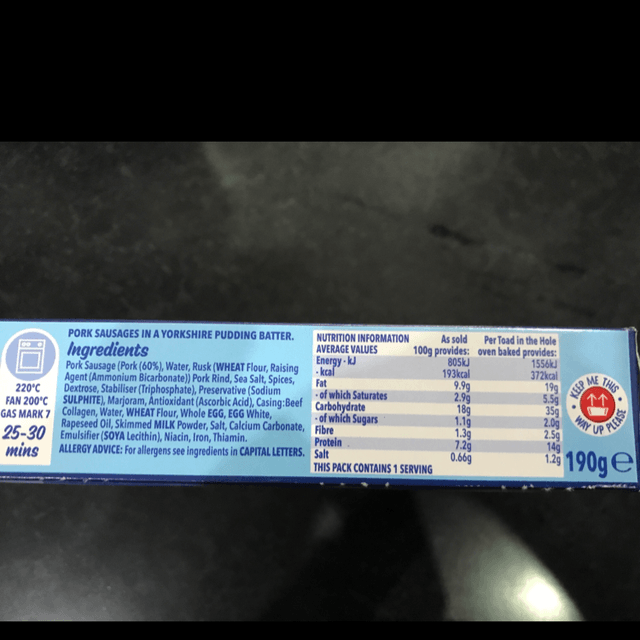 220°C
FAN 200°C
GAS MARK 7
25-30
mins
PORK SAUSAGES IN A YORKSHIRE PUDDING BATTER.
Ingredients
Pork Sausage (Pork (60%), Water, Rusk (WHEAT Flour, Raising
Agent (Ammonium Bicarbonate)) Pork Rind, Sea Salt, Spices,
Dextrose, Stabiliser (Triphosphate), Preservative (Sodium
SULPHITE), Marjoram, Antioxidant (Ascorbic Acid), Casing: Beef
Collagen, Water, WHEAT Flour, Whole EGG, EGG White,
Rapeseed Oil, Skimmed MILK Powder, Salt, Calcium Carbonate,
Emulsifier (SOYA Lecithin), Niacin, Iron, Thiamin.
ALLERGY ADVICE: For allergens see ingredients in CAPITAL LETTERS.
NUTRITION INFORMATION As sold Per Toad in the Hole
AVERAGE VALUES 100g provides: oven baked provides:
Energy - kJ 805kJ 1556kJ
- kcal 193kcal 372kcal
Fat 9.9g 19g
- of which Saturates 2.9g 5.5g
Carbohydrate 18g 35g
- of which Sugars 1.1g 2.0g
Fibre 1.3g 2.5g
Protein 7.2g 14g
Salt 0.66g 1.2g
THIS PACK CONTAINS 1 SERVING
KEEP ME THIS
WAY UP PLEASE
190g e